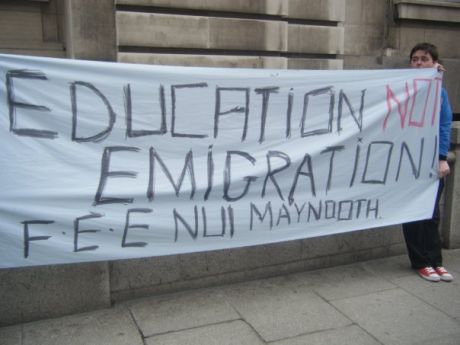 EDUCATION NOT
EMIGRATION!
F.E.E NUI MAYNOOTH.